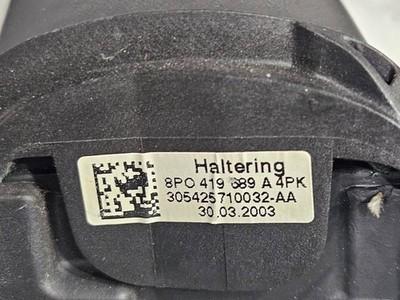 Haltering
8P0 419 689 A 4PK
305425710032-AA
30.03.2003